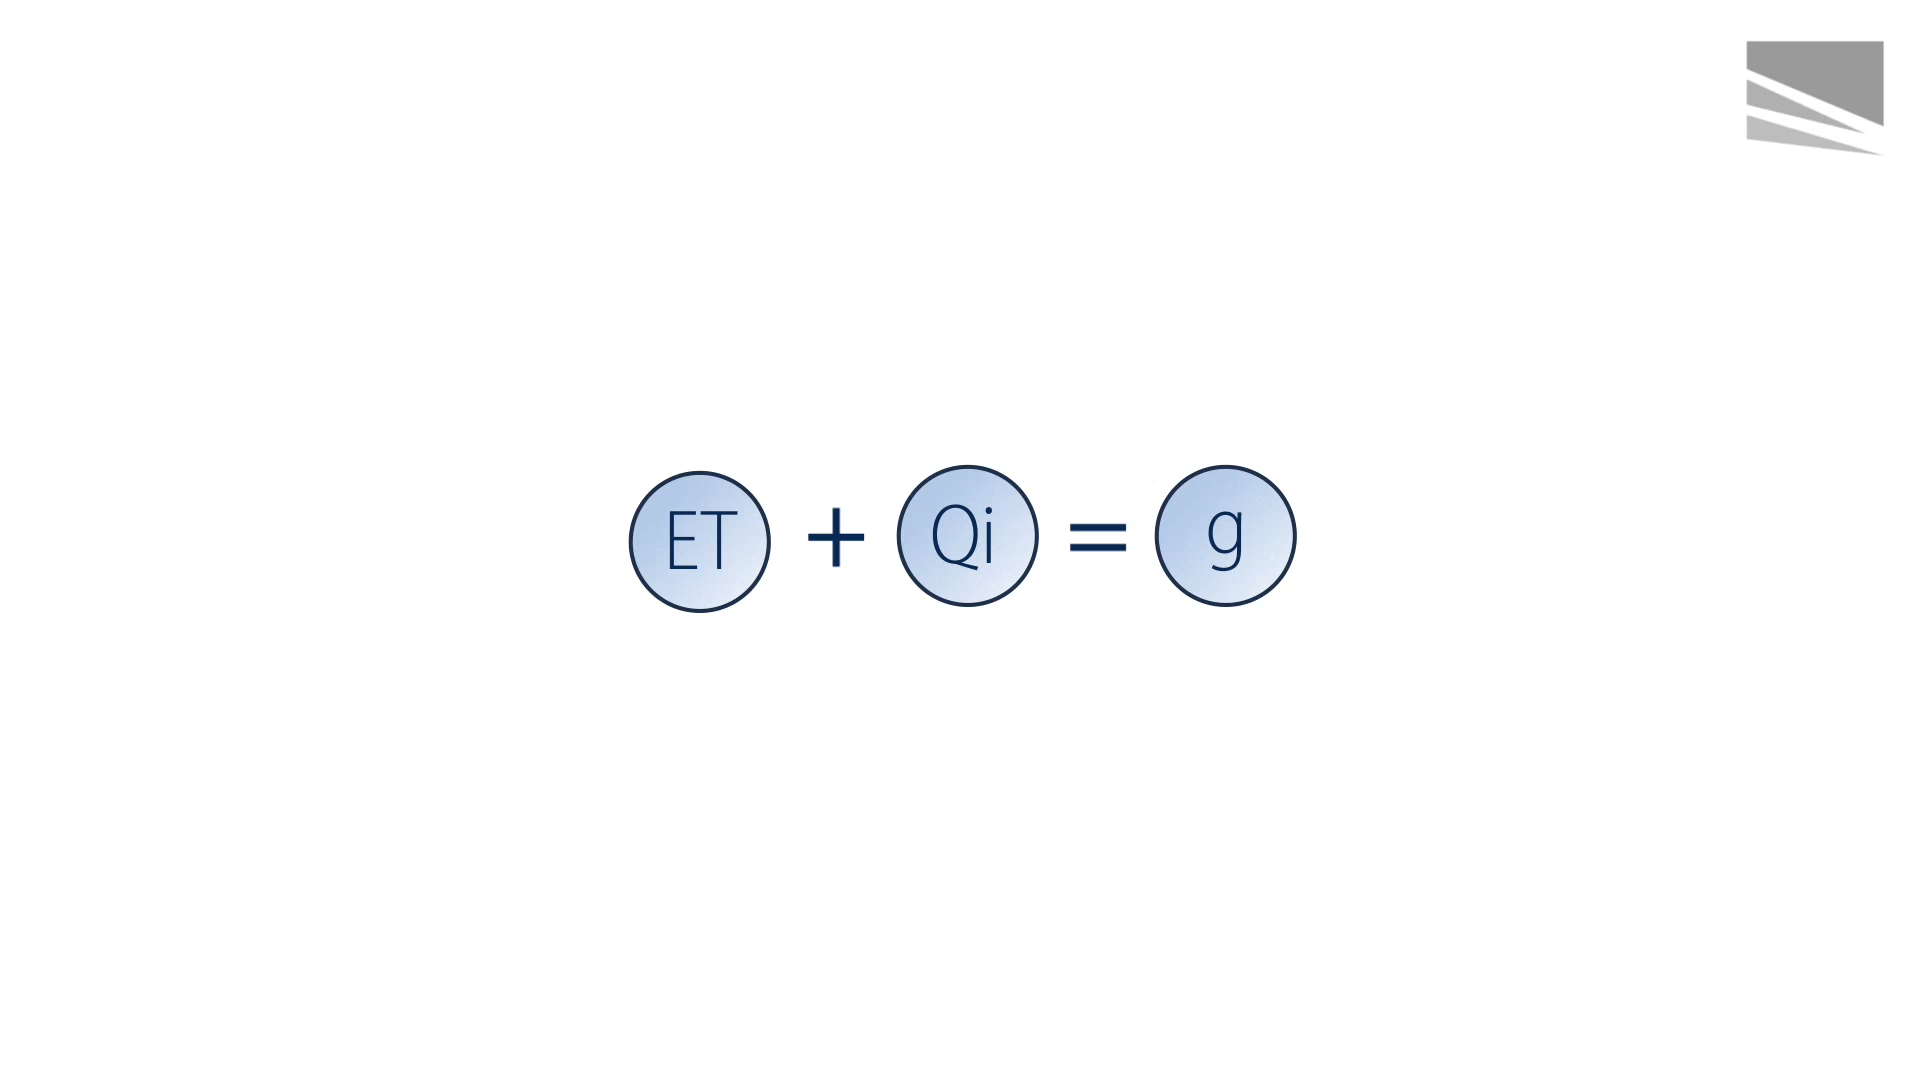 ET + Qi = g